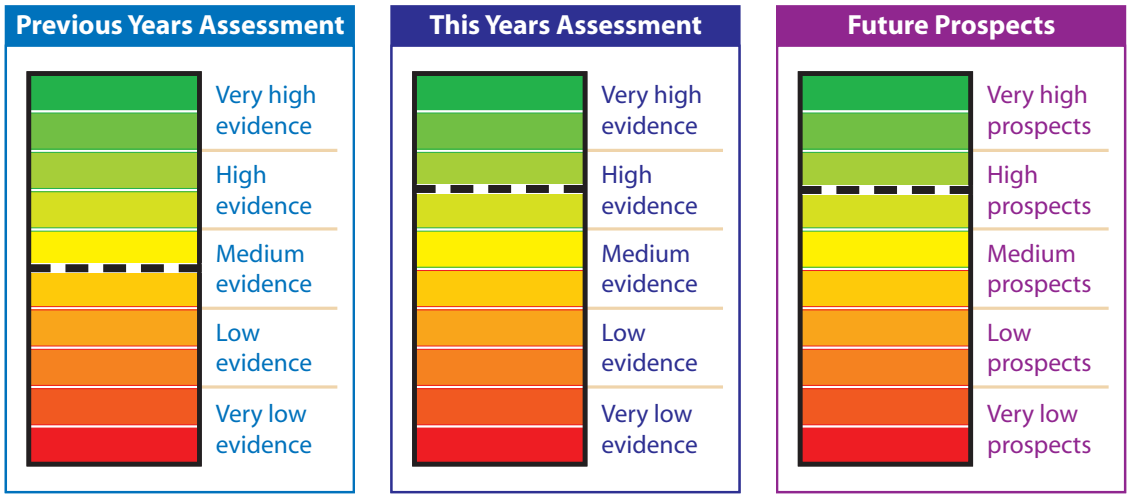 Previous Years Assessment
Very high
evidence
High
evidence
Medium
evidence
Low
evidence
Very low
evidence
This Years Assessment
Very high
evidence
High
evidence
Medium
evidence
Low
evidence
Very low
evidence
Future Prospects
Very high
prospects
High
prospects
Medium
prospects
Low
prospects
Very low
prospects